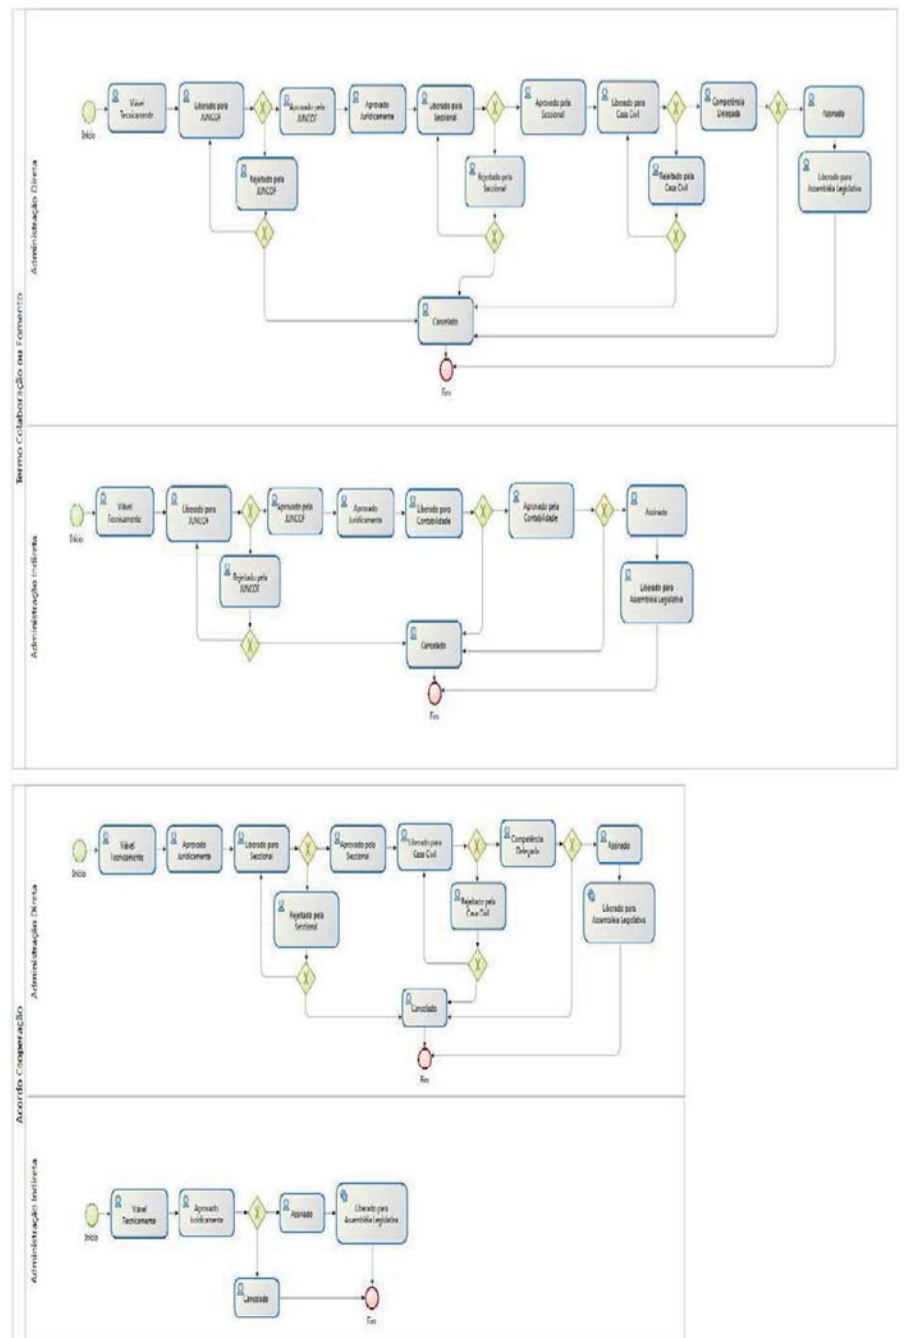 Termo Colaboração ou Fomento
Administração Direta
Início
Viável
Tecnicamente
Liberado para
JUNCOF
Aprovado pela
JUNCOF
Aprovado
Juridicamente
Liberado para
Seccional
Aprovado pela
Seccional
Liberado para
Casa Civil
Competência
Delegada
Assinado
Rejeitado pela
JUNCOF
Rejeitado pela
Seccional
Rejeitado pela
Casa Civil
Liberado para
Assembléia Legislativa
Cancelado
Fim
Administração Indireta
Início
Viável
Tecnicamente
Liberado para
JUNCOF
Aprovado pela
JUNCOF
Aprovado
Juridicamente
Liberado para
Contabilidade
Aprovado pela
Contabilidade
Assinado
Rejeitado pela
JUNCOF
Liberado para
Assembléia Legislativa
Cancelado
Fim
Acordo Cooperação
Administração Direta
Início
Viável
Tecnicamente
Aprovado
Juridicamente
Liberado para
Seccional
Aprovado pela
Seccional
Liberado para
Casa Civil
Competência
Delegada
Assinado
Rejeitado pela
Seccional
Rejeitado pela
Casa Civil
Liberado para
Assembléia Legislativa
Cancelado
Fim
Administração Indireta
Início
Viável
Tecnicamente
Aprovado
Juridicamente
Assinado
Liberado para
Assembléia Legislativa
Cancelado
Fim